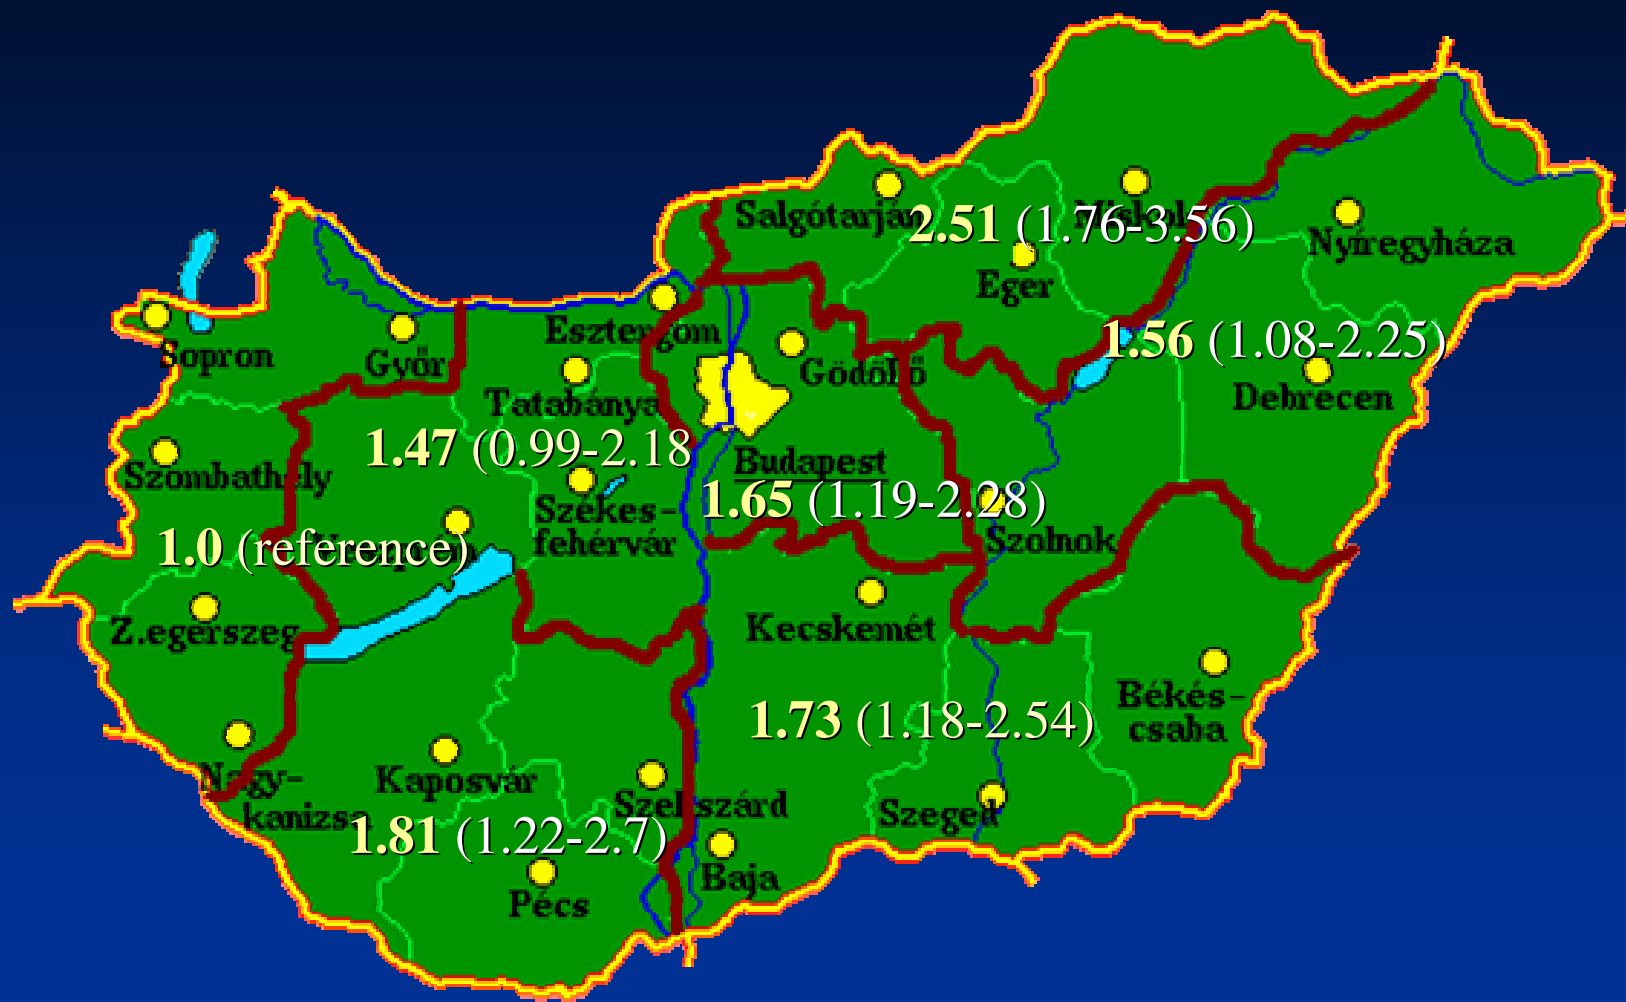 Salgótarján
2.51 (1.76-3.56)
Nyíregyháza
Eger
Esztergom
Sopron
Győr
1.56 (1.08-2.25)
Gödöllő
Debrecen
Tatabánya
1.47 (0.99-2.18
Budapest
Szombathely
1.65 (1.19-2.28)
Székes-
fehérvár
Szolnok
1.0 (reference)
Z.egerszeg
Kecskemét
Békés-
csaba
1.73 (1.18-2.54)
Nagy-
kanizsa
Kaposvár
Szekszárd
Szeged
1.81 (1.22-2.7)
Baja
Pécs